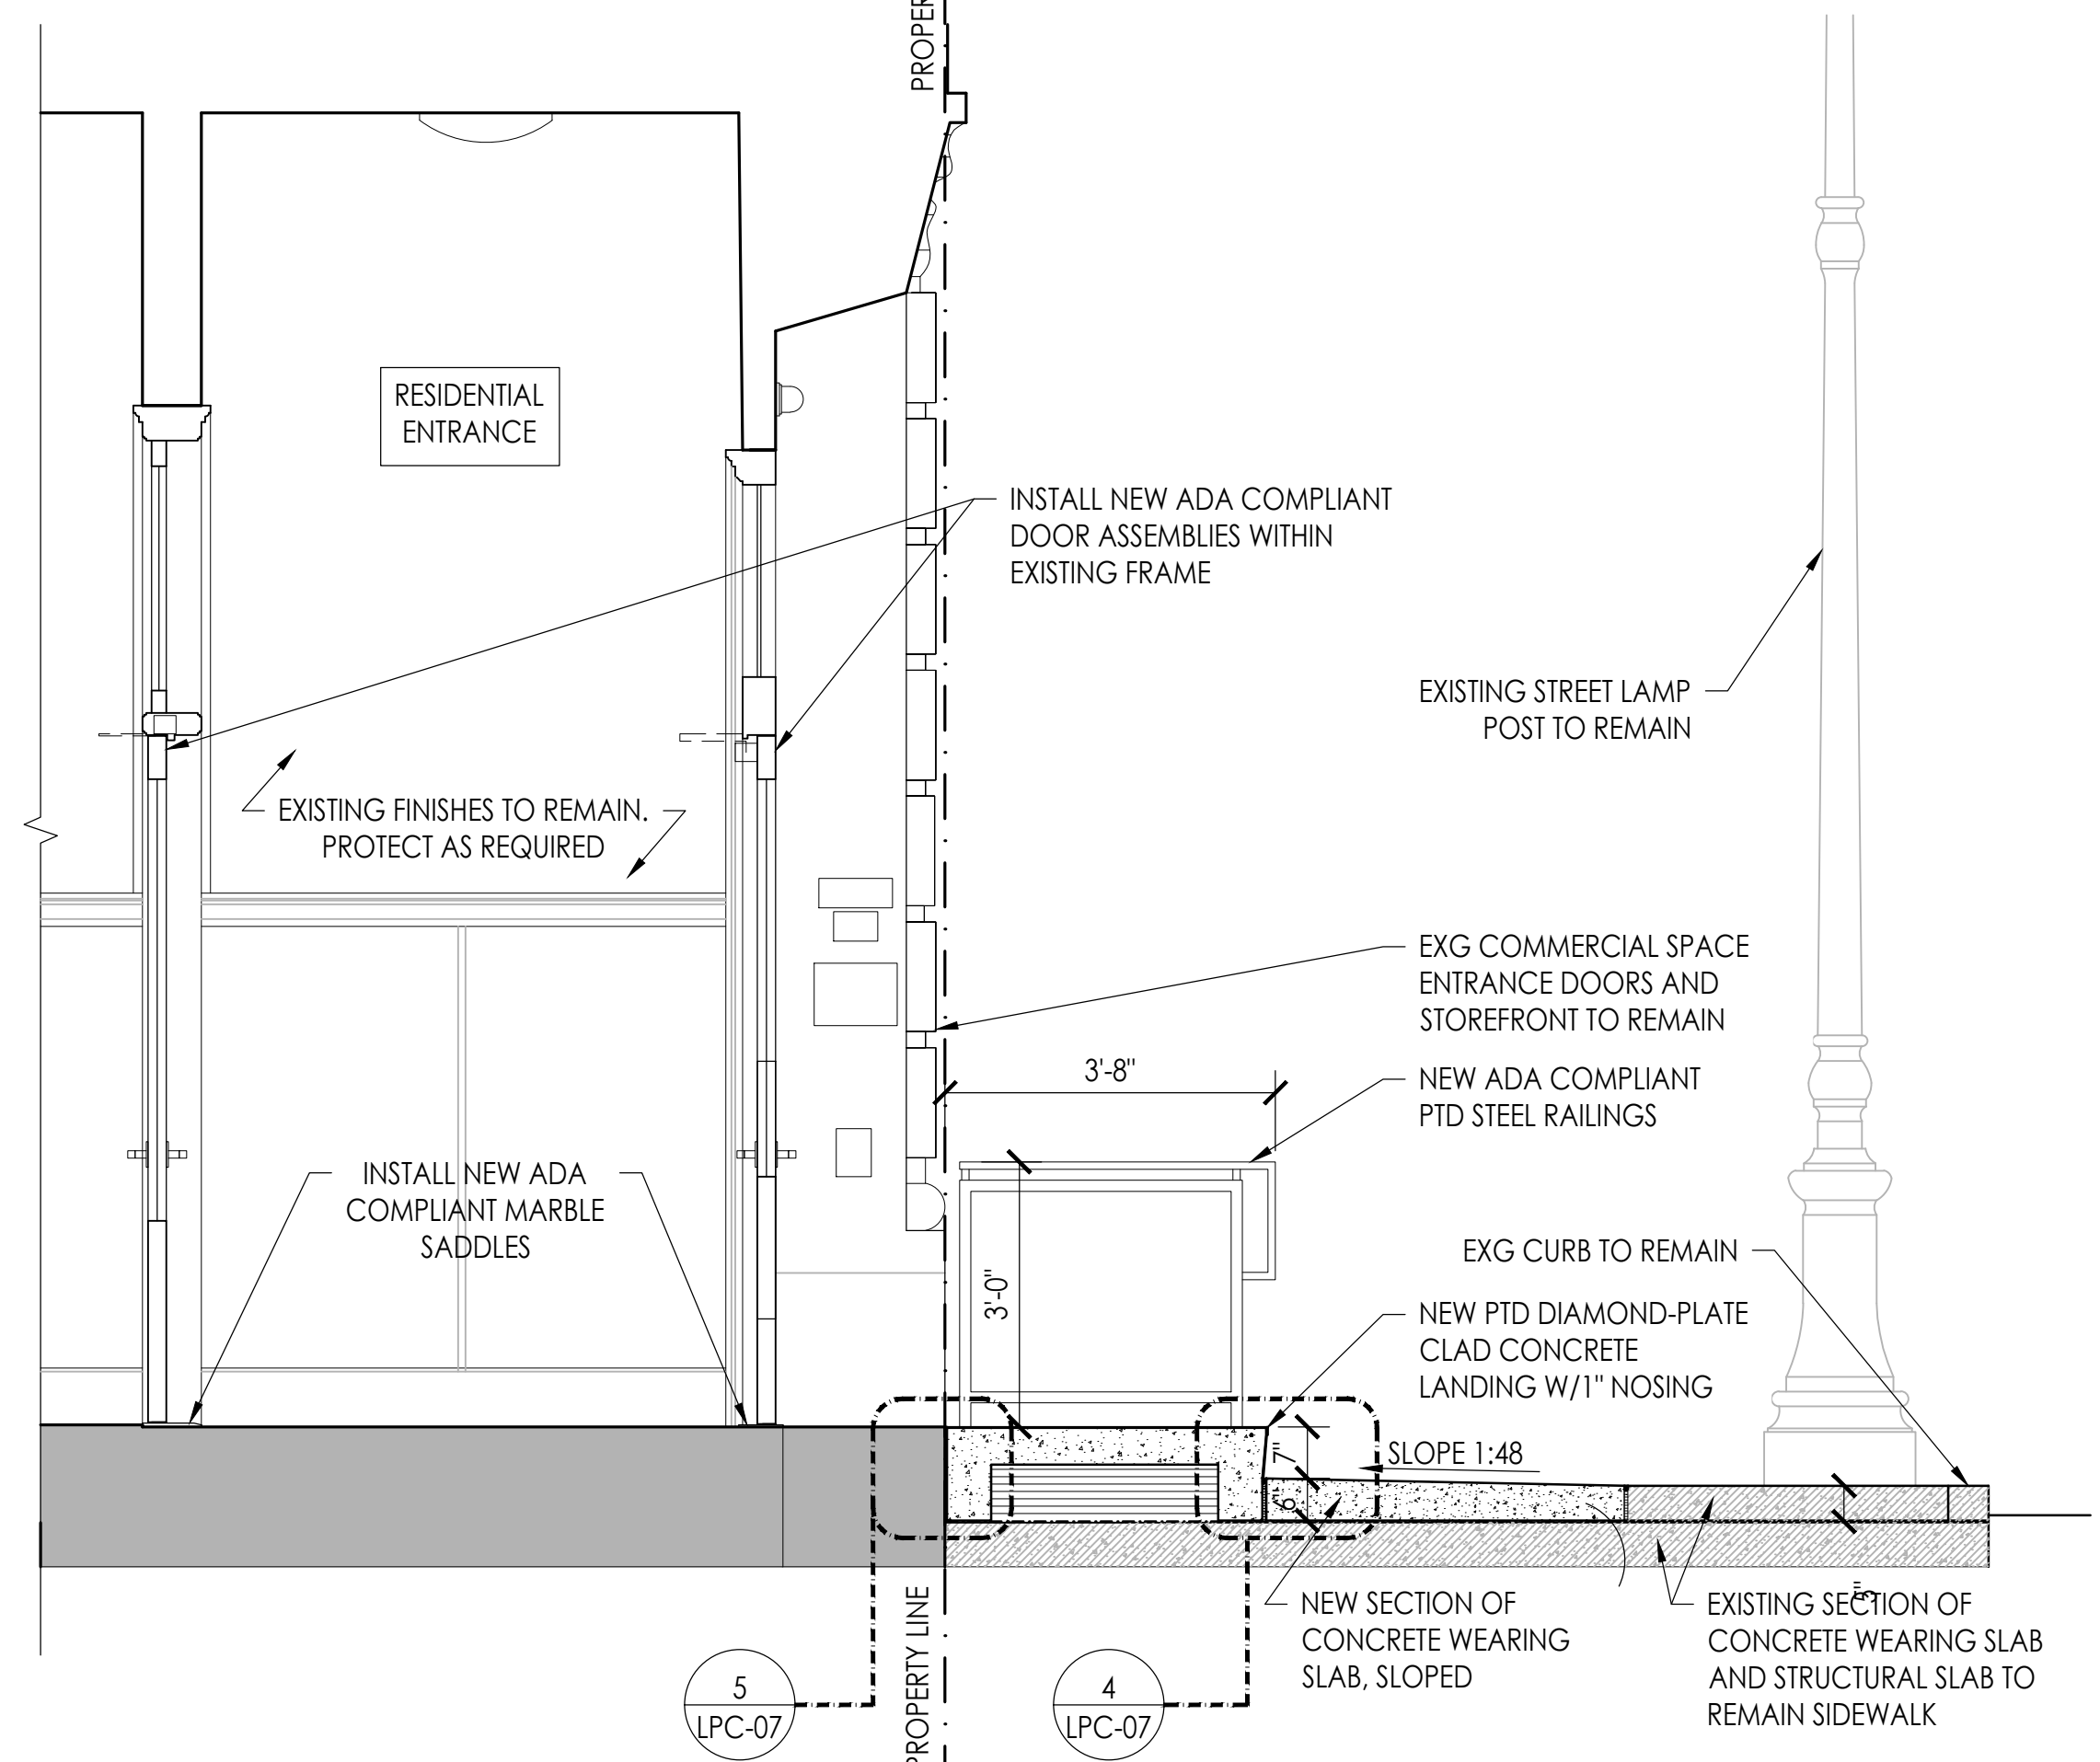 PROPER
RESIDENTIAL
ENTRANCE
INSTALL NEW ADA COMPLIANT
DOOR ASSEMBLIES WITHIN
EXISTING FRAME
EXISTING STREET LAMP
POST TO REMAIN
EXISTING FINISHES TO REMAIN.
PROTECT AS REQUIRED
EXG COMMERCIAL SPACE
ENTRANCE DOORS AND
STOREFRONT TO REMAIN
3'-8"
NEW ADA COMPLIANT
PTD STEEL RAILINGS
INSTALL NEW ADA
COMPLIANT MARBLE
SADDLES
3'-0"
EXG CURB TO REMAIN
NEW PTD DIAMOND-PLATE
CLAD CONCRETE
LANDING W/1" NOSING
7"
SLOPE 1:48
6"
5"
NEW SECTION OF
CONCRETE WEARING
SLAB, SLOPED
EXISTING SECTION OF
CONCRETE WEARING SLAB
AND STRUCTURAL SLAB TO
REMAIN SIDEWALK
PROPERTY LINE
5
LPC-07
4
LPC-07